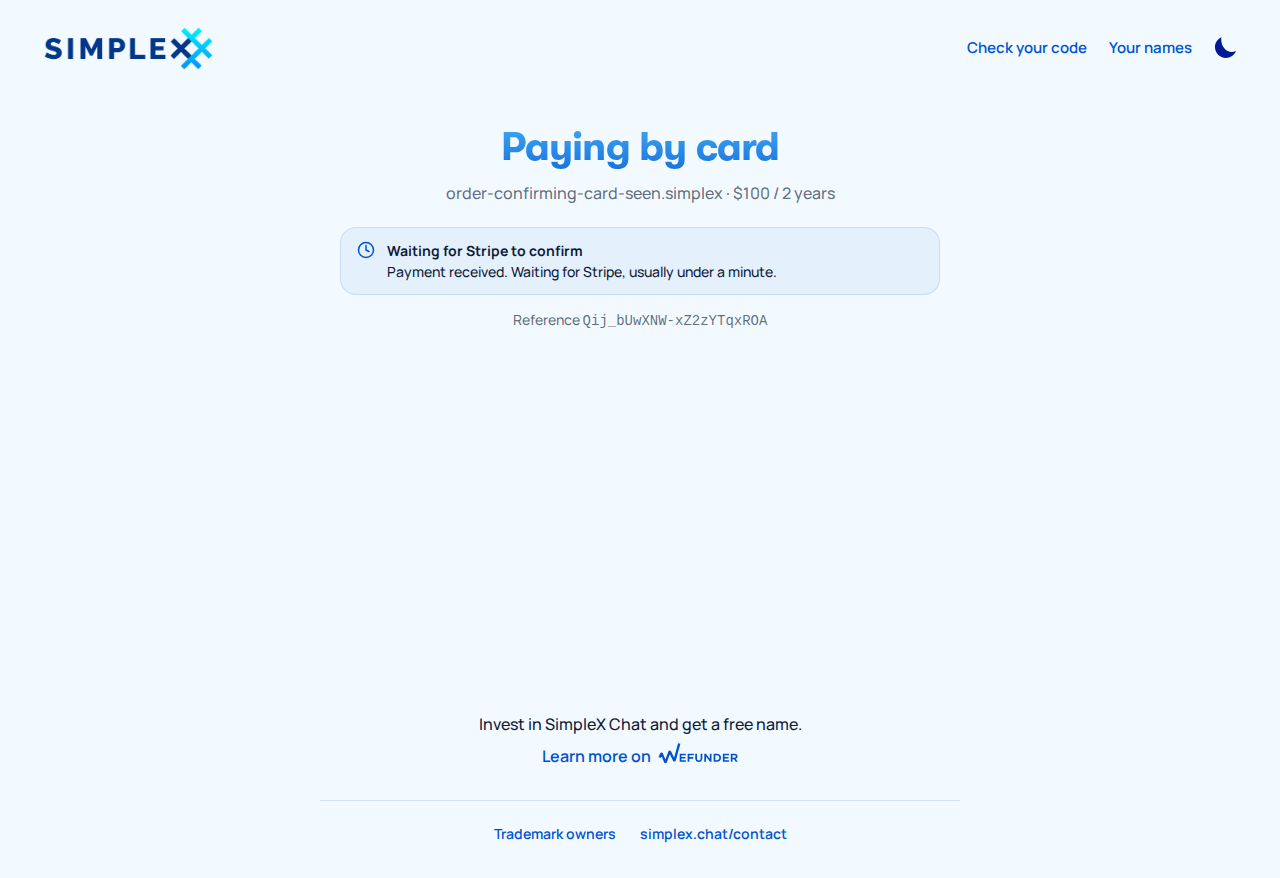 SIMPLEX
Check your code
Your names
Paying by card
order-confirming-card-seen.simplex · $100 / 2 years
Waiting for Stripe to confirm
Payment received. Waiting for Stripe, usually under a minute.
Reference Qij_bUwXNW-xZ2zYTqxROA
Invest in SimpleX Chat and get a free name.
Learn more on WEFUNDER
Trademark owners
simplex.chat/contact